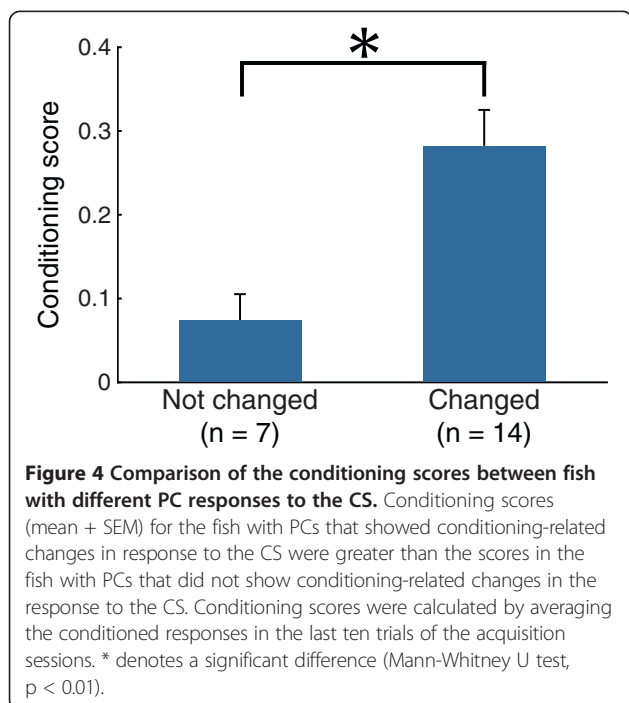 *
0.4
0.3
0.2
0.1
0
Conditioning score
Not changed Changed
(n = 7) (n = 14)
Figure 4 Comparison of the conditioning scores between fish
with different PC responses to the CS. Conditioning scores
(mean + SEM) for the fish with PCs that showed conditioning-related
changes in response to the CS were greater than the scores in the
fish with PCs that did not show conditioning-related changes in the
response to the CS. Conditioning scores were calculated by averaging
the conditioned responses in the last ten trials of the acquisition
sessions. * denotes a significant difference (Mann-Whitney U test,
p < 0.01).